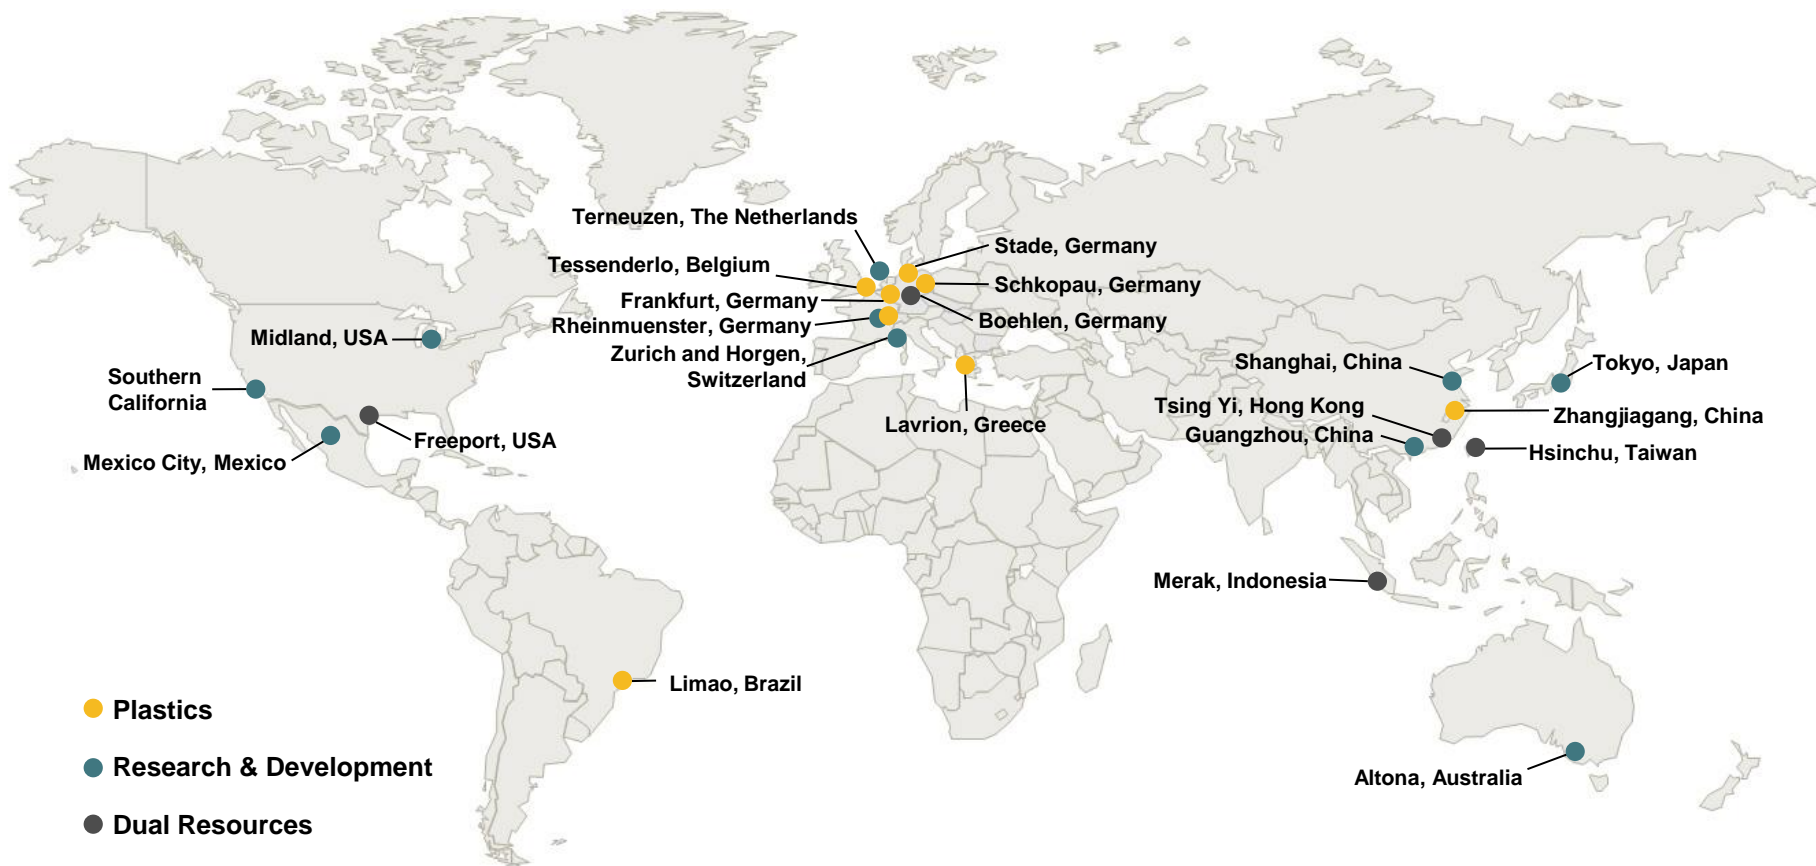 Terneuzen, The Netherlands
Stade, Germany
Tessenderlo, Belgium
Schkopau, Germany
Frankfurt, Germany
Boehlen, Germany
Rheinmuenster, Germany
Midland, USA
Zurich and Horgen,
Switzerland
Shanghai, China
Tokyo, Japan
Southern
California
Tsing Yi, Hong Kong
Zhangjiagang, China
Lavrion, Greece
Guangzhou, China
Freeport, USA
Hsinchu, Taiwan
Mexico City, Mexico
Merak, Indonesia
Limao, Brazil
Altona, Australia
Plastics
Research & Development
Dual Resources